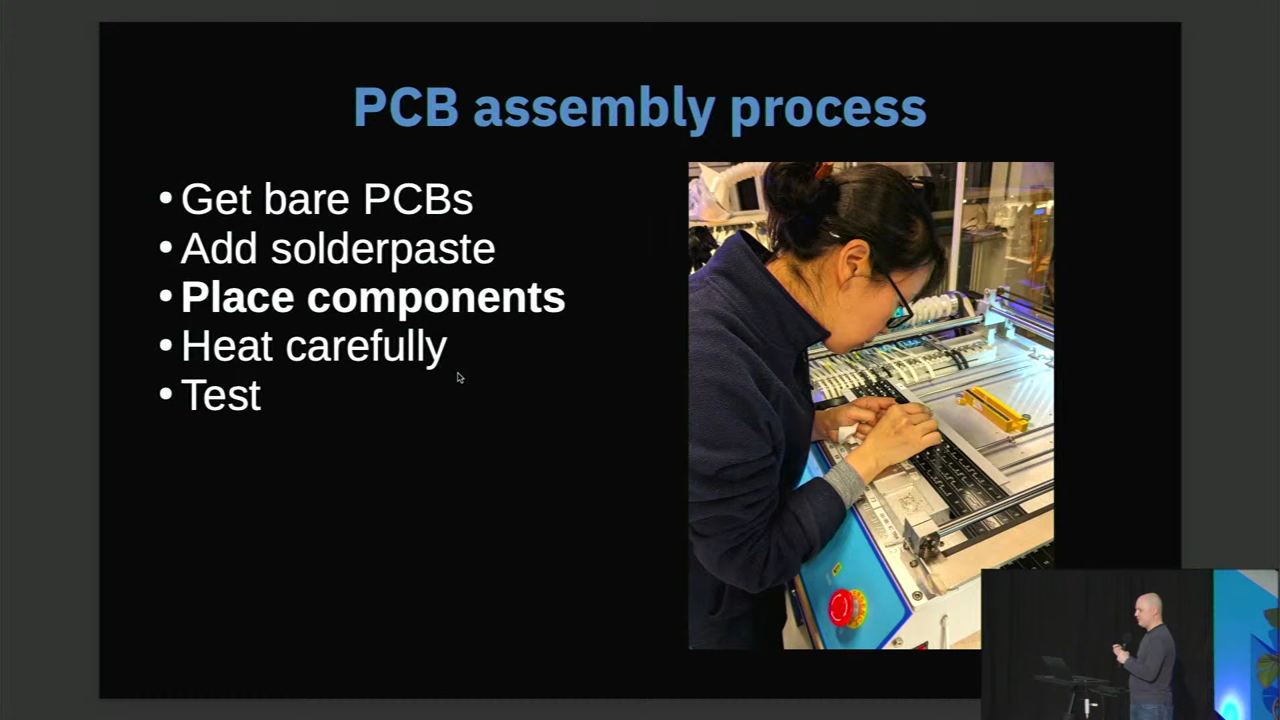 PCB assembly process
• Get bare PCBs
• Add solderpaste
• Place components
• Heat carefully
• Test